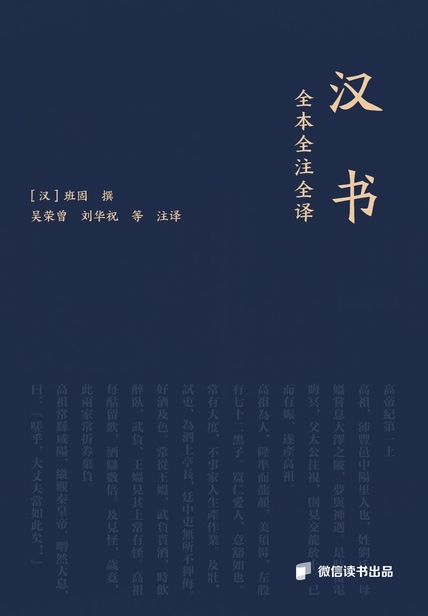 汉书
全本全注全译
[汉]班固 撰
吴荣曾 刘华祝 等 注译
高帝纪第一上
高祖，沛豐邑中陽里人也，姓劉
媼嘗息大澤之陂，夢與神遇。是
晦冥，父太公往視，則見交龍於
而有娠，遂產高祖。
高祖為人，隆準而龍顏，美須髯，左股
有七十二黑子。寬仁愛人，意豁如也。
常有大度，不事家人生產作業。及壯，
試吏，為泗上亭長，廷中吏無所不狎侮。
好酒及色。常從王媼、武負貰酒，時飲
醉臥，武負、王媼見其上常有怪。高祖
每酤留飲，酒讎數倍。及見怪，歲竟，
此兩家常折券棄責。
高祖常繇咸陽，縱觀秦皇帝，喟然大息，
曰：「嗟乎，大丈夫當如此矣！」
微信读书出品